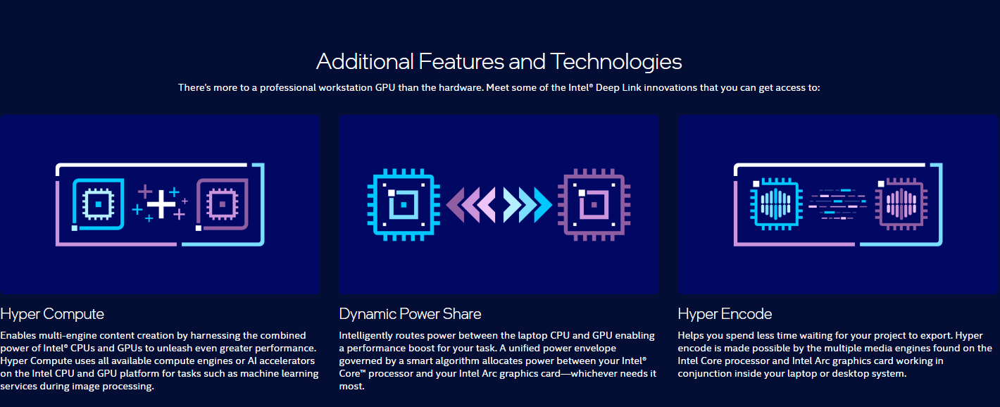 Additional Features and Technologies
There's more to a professional workstation GPU than the hardware. Meet some of the Intel® Deep Link innovations that you can get access to:
Hyper Compute
Enables multi-engine content creation by harnessing the combined
power of Intel® CPUs and GPUs to unleash even greater performance.
Hyper Compute uses all available compute engines or AI accelerators
on the Intel CPU and GPU platform for tasks such as machine learning
services during image processing.
Dynamic Power Share
Intelligently routes power between the laptop CPU and GPU enabling
a performance boost for your task. A unified power envelope
governed by a smart algorithm allocates power between your Intel®
Core™ processor and your Intel Arc graphics card—whichever needs it
most.
Hyper Encode
Helps you spend less time waiting for your project to export. Hyper
encode is made possible by the multiple media engines found on the
Intel Core processor and Intel Arc graphics card working in
conjunction inside your laptop or desktop system.